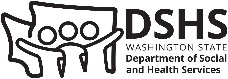 DSHS
WASHINGTON STATE
Department of Social
and Health Services